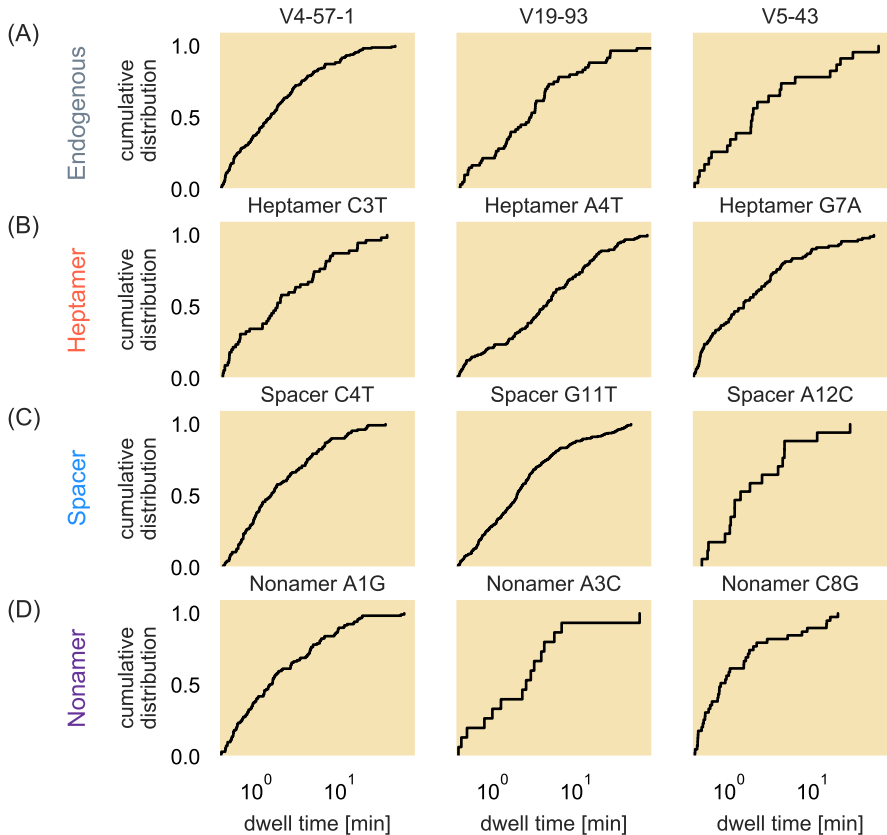 (A)
Endogenous
cumulative
distribution
V4-57-1
V19-93
V5-43
1.0
0.5
0.0
(B)
Heptamer
cumulative
distribution
Heptamer C3T
Heptamer A4T
Heptamer G7A
1.0
0.5
0.0
(C)
Spacer
cumulative
distribution
Spacer C4T
Spacer G11T
Spacer A12C
1.0
0.5
0.0
(D)
Nonamer
cumulative
distribution
Nonamer A1G
Nonamer A3C
Nonamer C8G
1.0
0.5
0.0
10⁰ 10¹
10⁰ 10¹
10⁰ 10¹
dwell time [min]
dwell time [min]
dwell time [min]